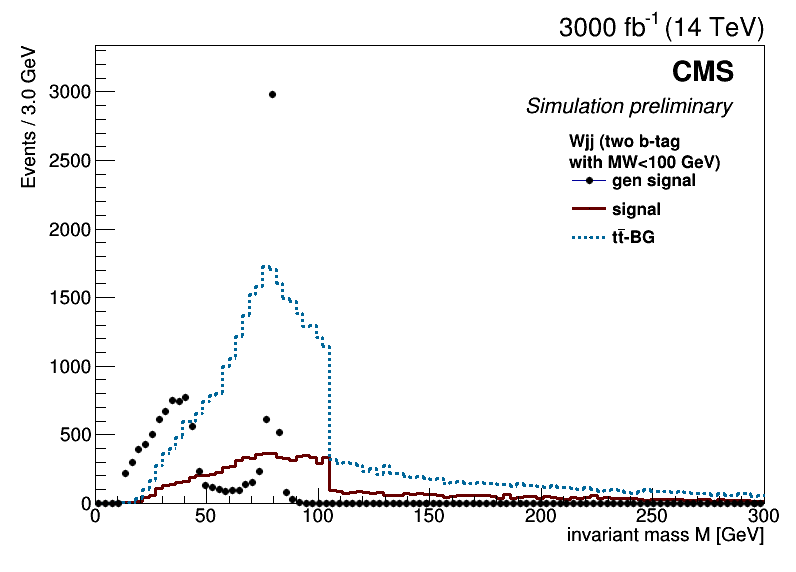 3000 fb⁻¹ (14 TeV)
CMS
Simulation preliminary
Wjj (two b-tag
with MW<100 GeV)
gen signal
signal
tt̄-BG
Events / 3.0 GeV
3000
2500
2000
1500
1000
500
0
0 50 100 150 200 250 300
invariant mass M [GeV]